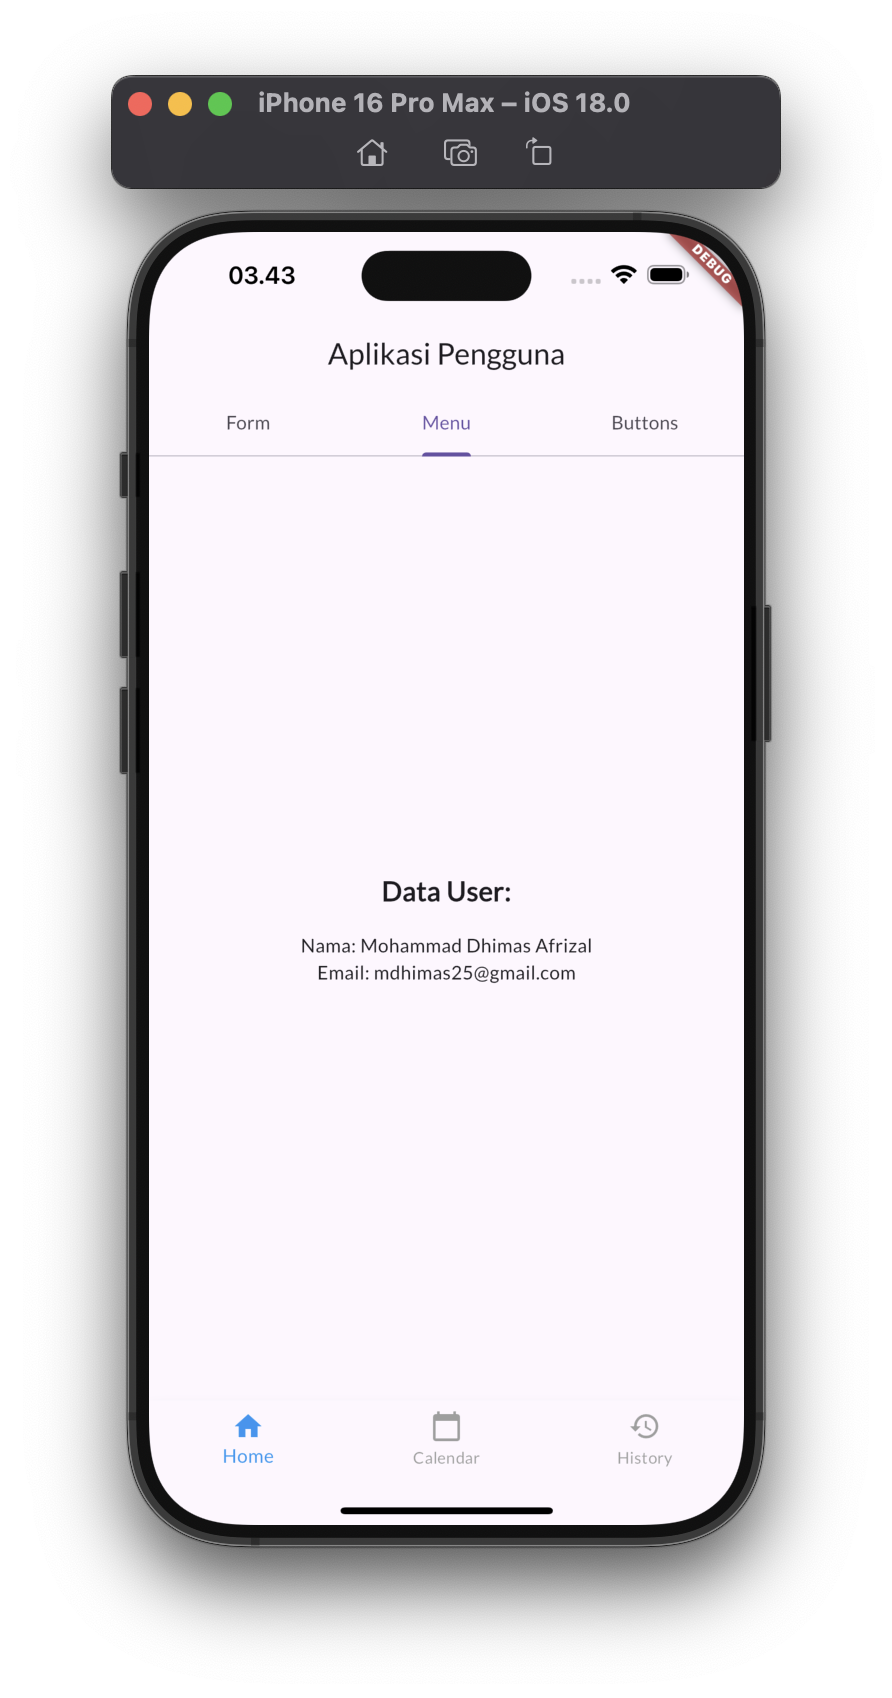 iPhone 16 Pro Max – iOS 18.0
03.43
DEBUG
Aplikasi Pengguna
Form Menu Buttons
Data User:
Nama: Mohammad Dhimas Afrizal
Email: mdhimas25@gmail.com
Home Calendar History